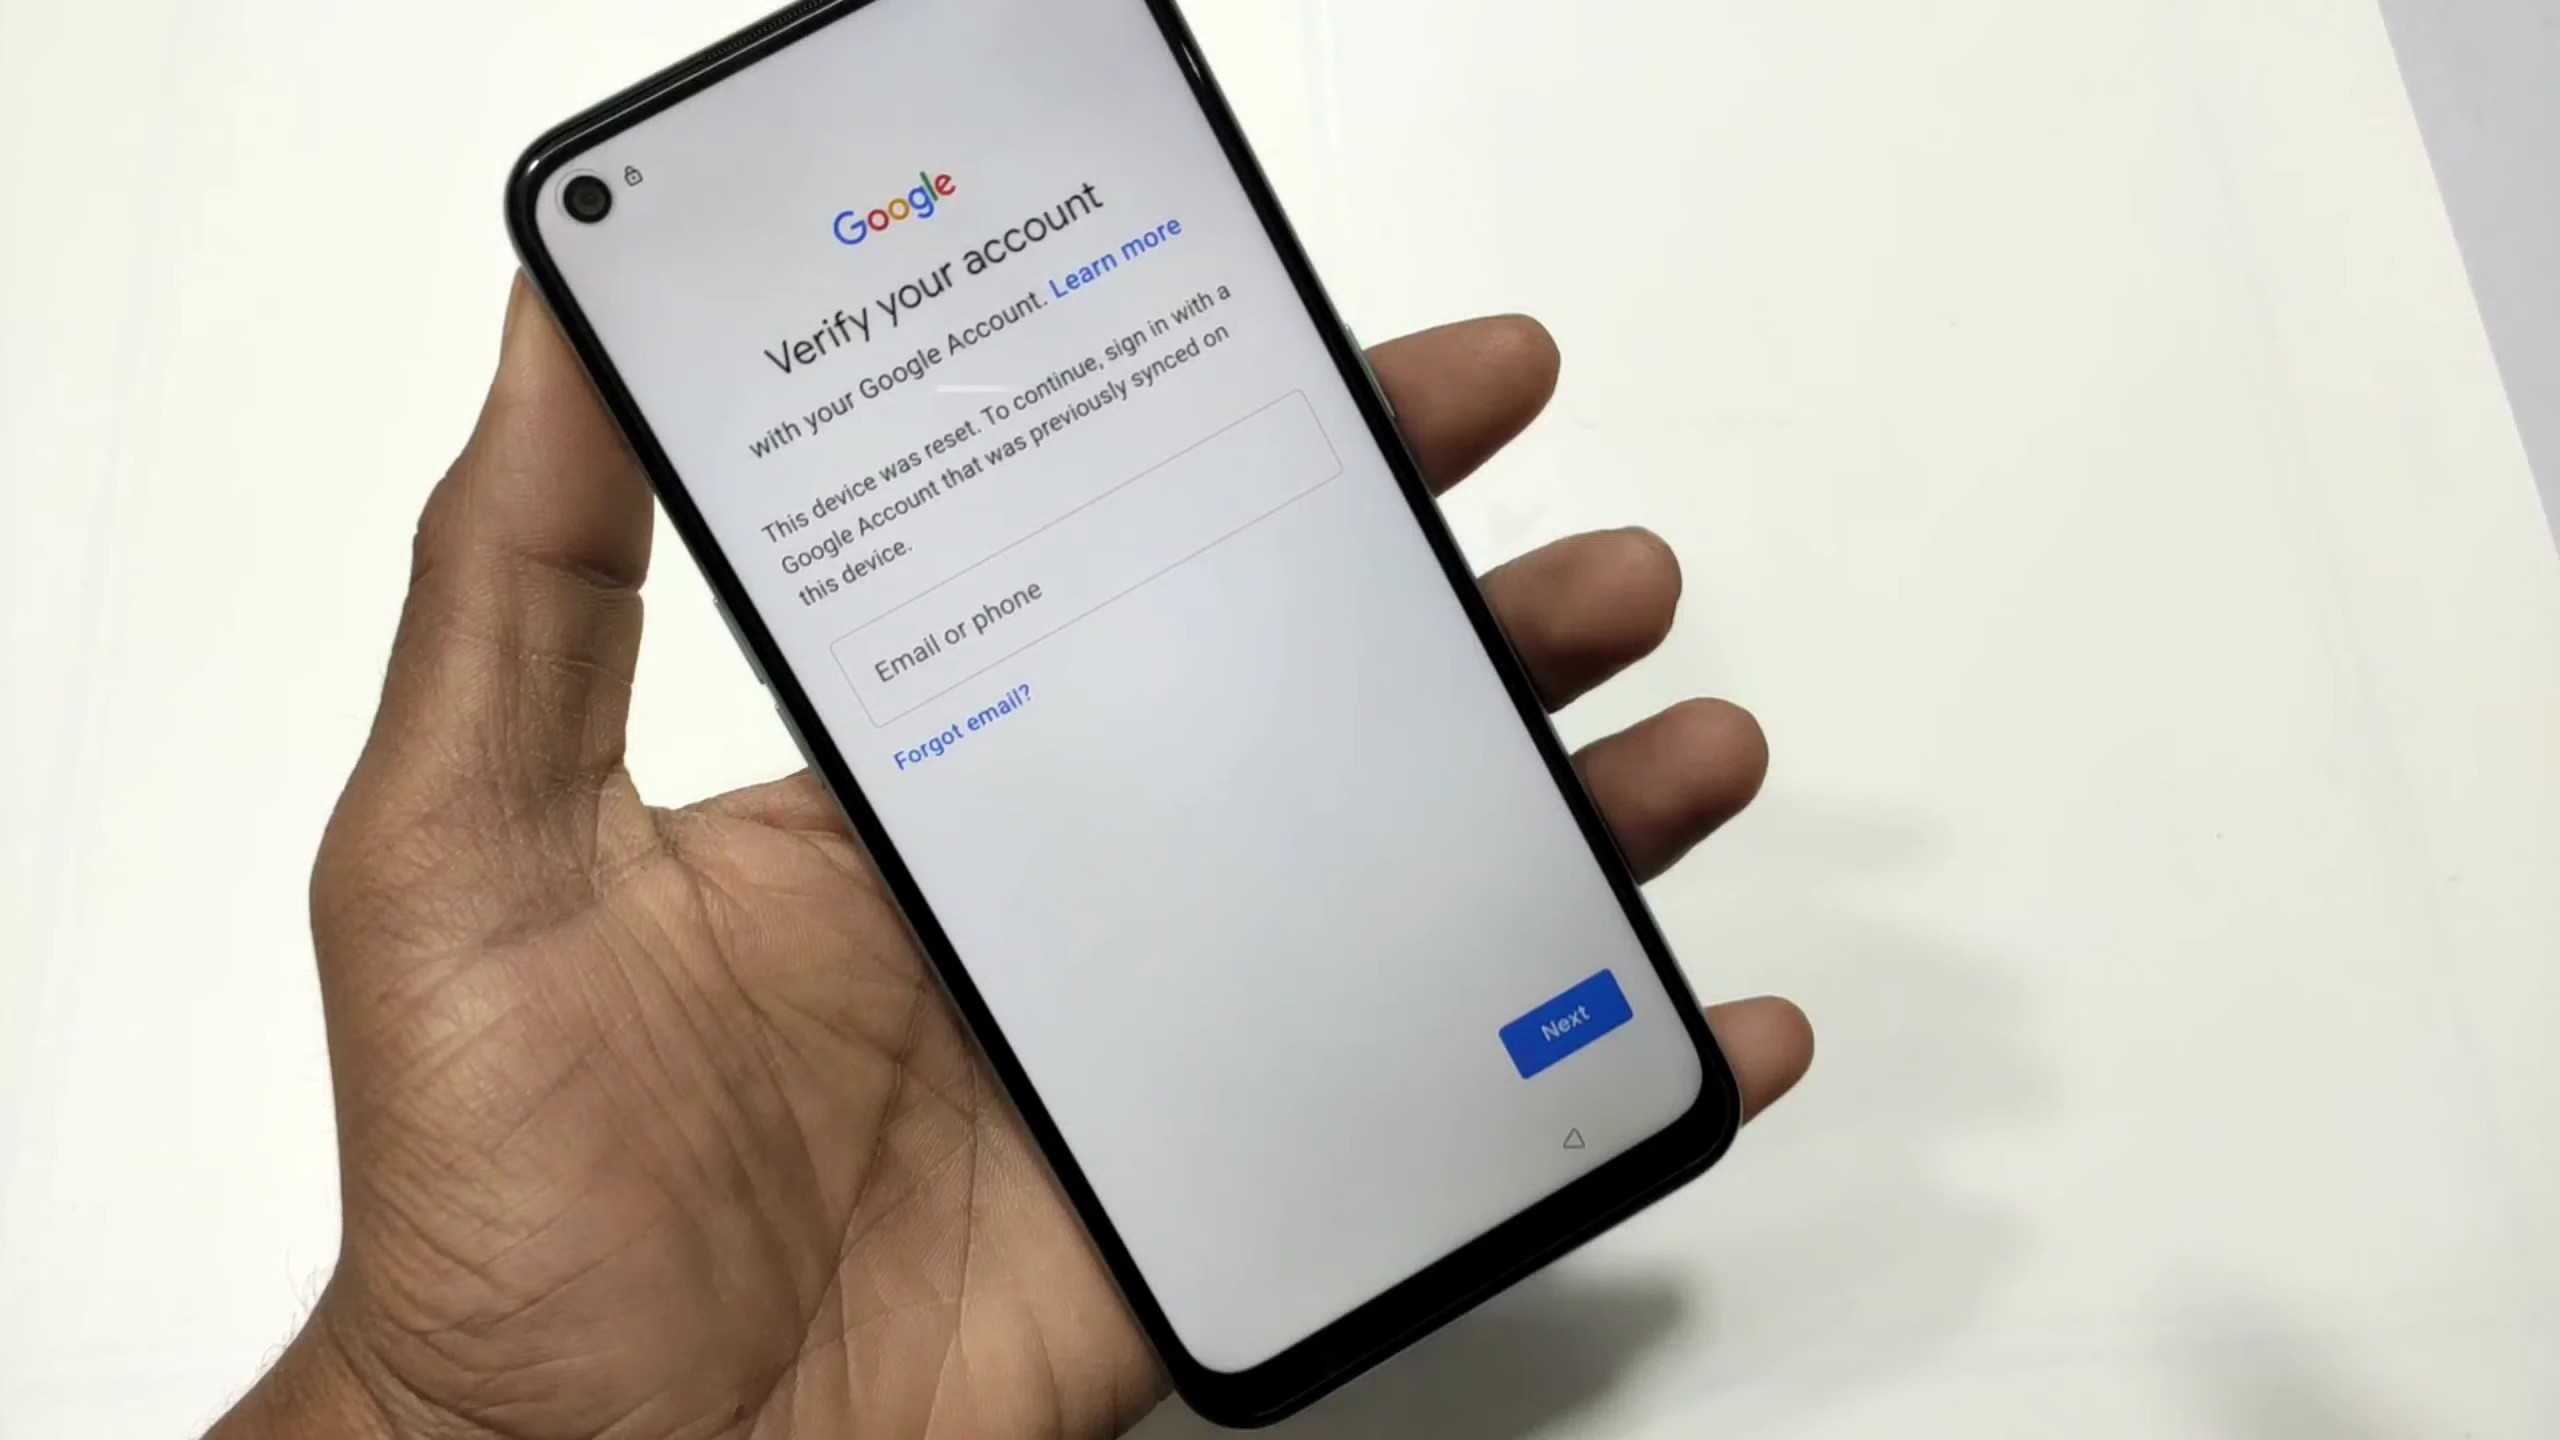 Google
Verify your account
with your Google Account. Learn more
This device was reset. To continue, sign in with a
Google Account that was previously synced on
this device.
Email or phone
Forgot email?
Next